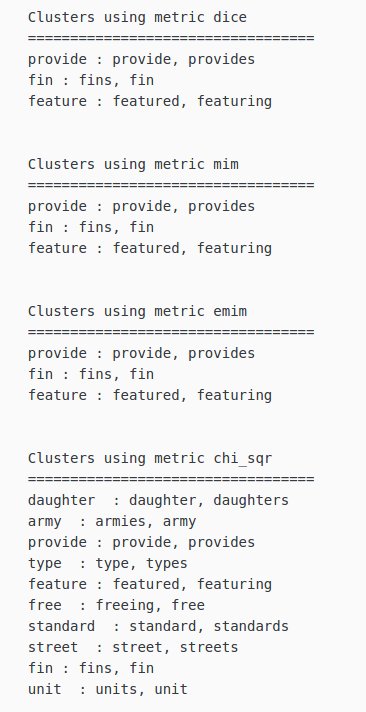 Clusters using metric dice
==================================
provide : provide, provides
fin : fins, fin
feature : featured, featuring
Clusters using metric mim
==================================
provide : provide, provides
fin : fins, fin
feature : featured, featuring
Clusters using metric emim
==================================
provide : provide, provides
fin : fins, fin
feature : featured, featuring
Clusters using metric chi_sqr
==================================
daughter  : daughter, daughters
army  : armies, army
provide : provide, provides
type  : type, types
feature : featured, featuring
free  : freeing, free
standard  : standard, standards
street  : street, streets
fin : fins, fin
unit  : units, unit